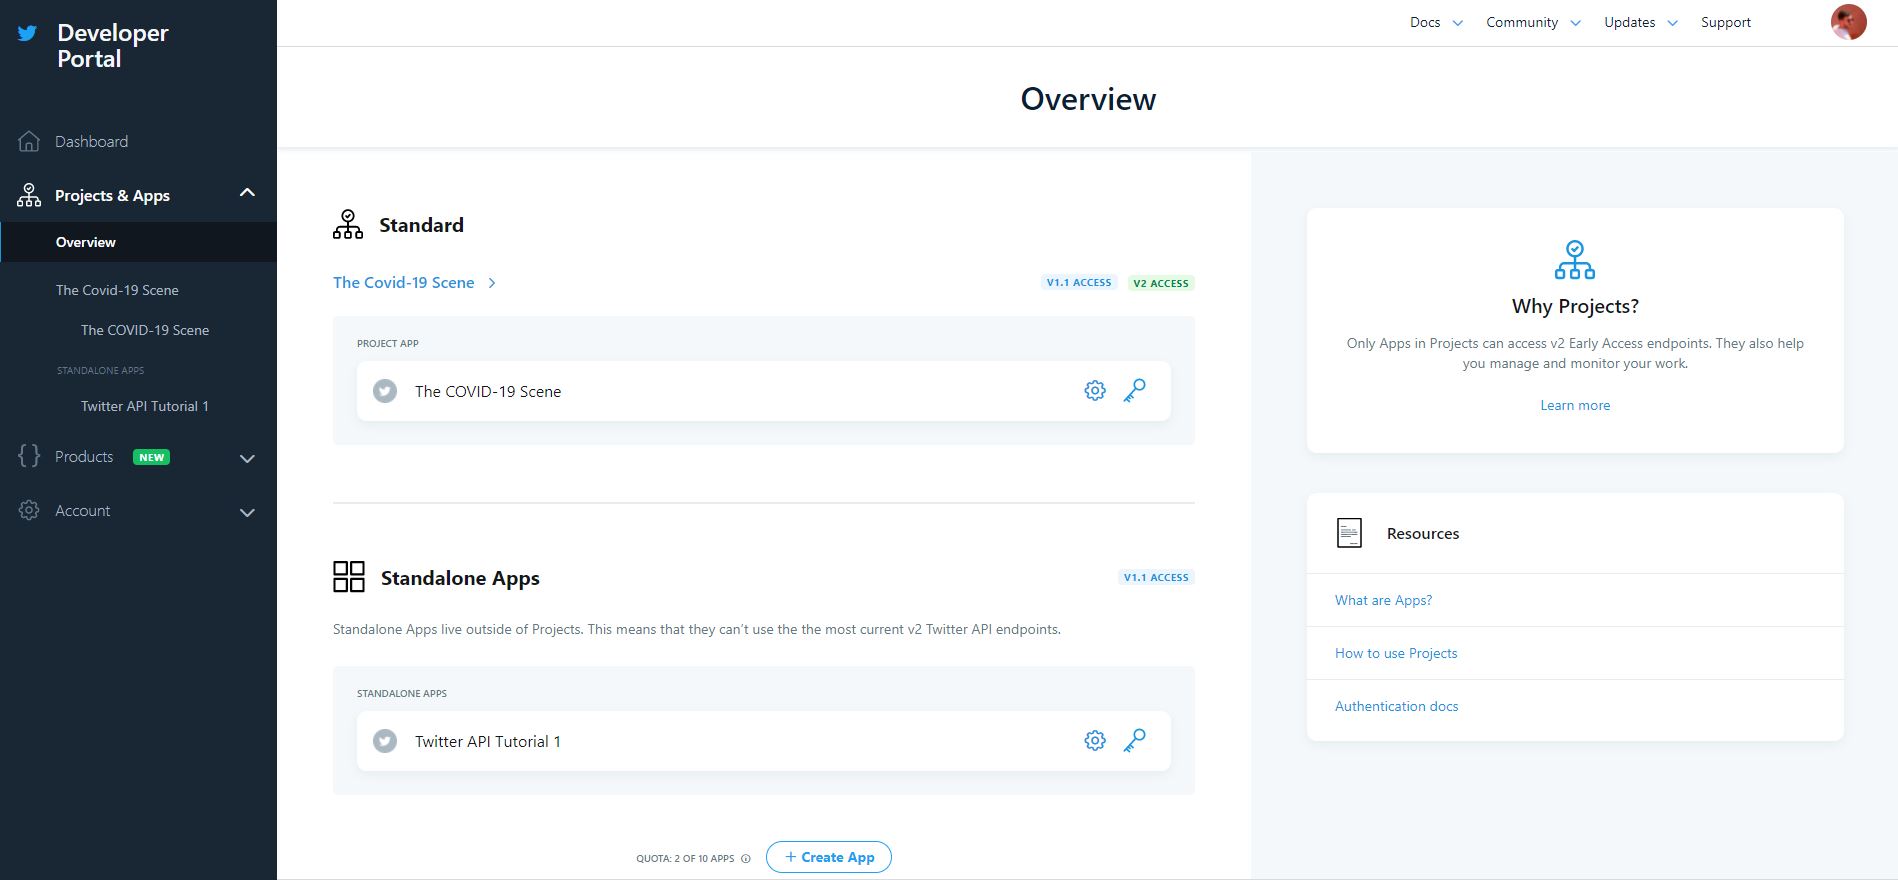 Developer
Portal
Docs
Community
Updates
Support
Overview
Dashboard
Projects & Apps
Overview
The Covid-19 Scene
The COVID-19 Scene
STANDALONE APPS
Twitter API Tutorial 1
Products NEW
Account
Standard
The Covid-19 Scene
V1.1 ACCESS
V2 ACCESS
PROJECT APP
The COVID-19 Scene
Standalone Apps
V1.1 ACCESS
Standalone Apps live outside of Projects. This means that they can’t use the the most current v2 Twitter API endpoints.
STANDALONE APPS
Twitter API Tutorial 1
QUOTA: 2 OF 10 APPS
+ Create App
Why Projects?
Only Apps in Projects can access v2 Early Access endpoints. They also help
you manage and monitor your work.
Learn more
Resources
What are Apps?
How to use Projects
Authentication docs